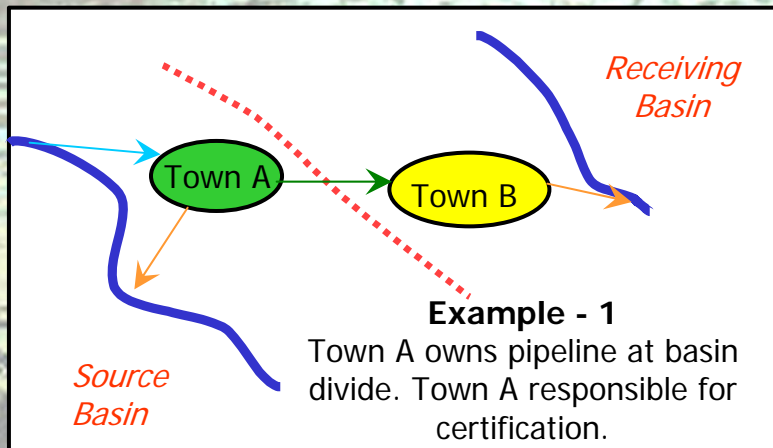 Receiving
Basin
Town A
Town B
Example - 1
Town A owns pipeline at basin
divide. Town A responsible for
certification.
Source
Basin